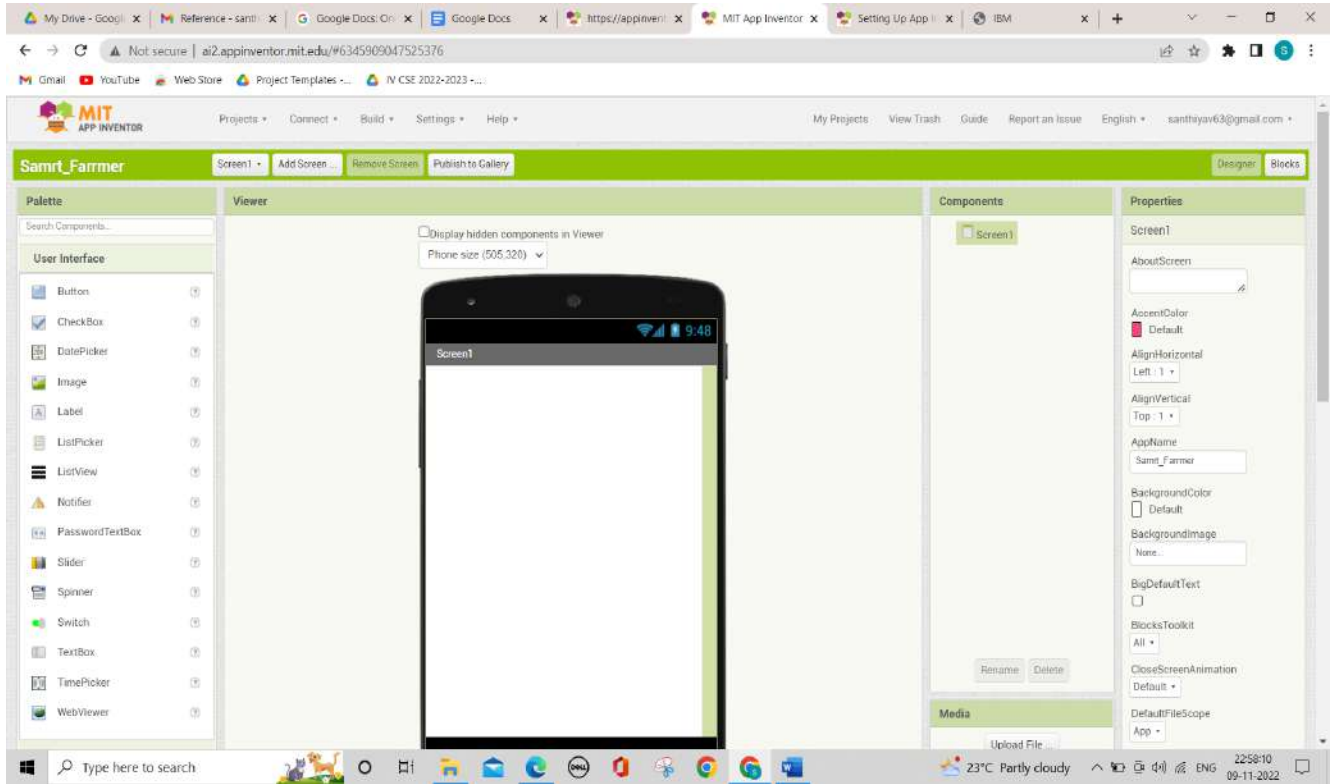 My Drive - Googl
Reference - santh
Google Docs: On
Google Docs
https://appinvent
MIT App Inventor
Setting Up App I
IBM
Not secure | ai2.appinventor.mit.edu/#6345909047525376
Gmail YouTube Web Store Project Templates -... IV CSE 2022-2023 -...
MIT
APP INVENTOR
Projects Connect Build Settings Help
My Projects View Trash Guide Report an Issue English santhiyav63@gmail.com
Samrt_Farrmer
Screen1 Add Screen ... Remove Screen Publish to Gallery
Designer Blocks
Palette
Search Components...
User Interface
Button
CheckBox
DatePicker
Image
Label
ListPicker
ListView
Notifier
PasswordTextBox
Slider
Spinner
Switch
TextBox
TimePicker
WebViewer
Viewer
Display hidden components in Viewer
Phone size (505,320)
9:48
Screen1
Components
Screen1
Rename Delete
Media
Upload File ...
Properties
Screen1
AboutScreen
AccentColor
Default
AlignHorizontal
Left : 1
AlignVertical
Top : 1
AppName
Samrt_Farrmer
BackgroundColor
Default
BackgroundImage
None...
BigDefaultText
BlocksToolkit
All
CloseScreenAnimation
Default
DefaultFileScope
App
Type here to search
DELL
23°C Partly cloudy
ENG
22:58:10
09-11-2022